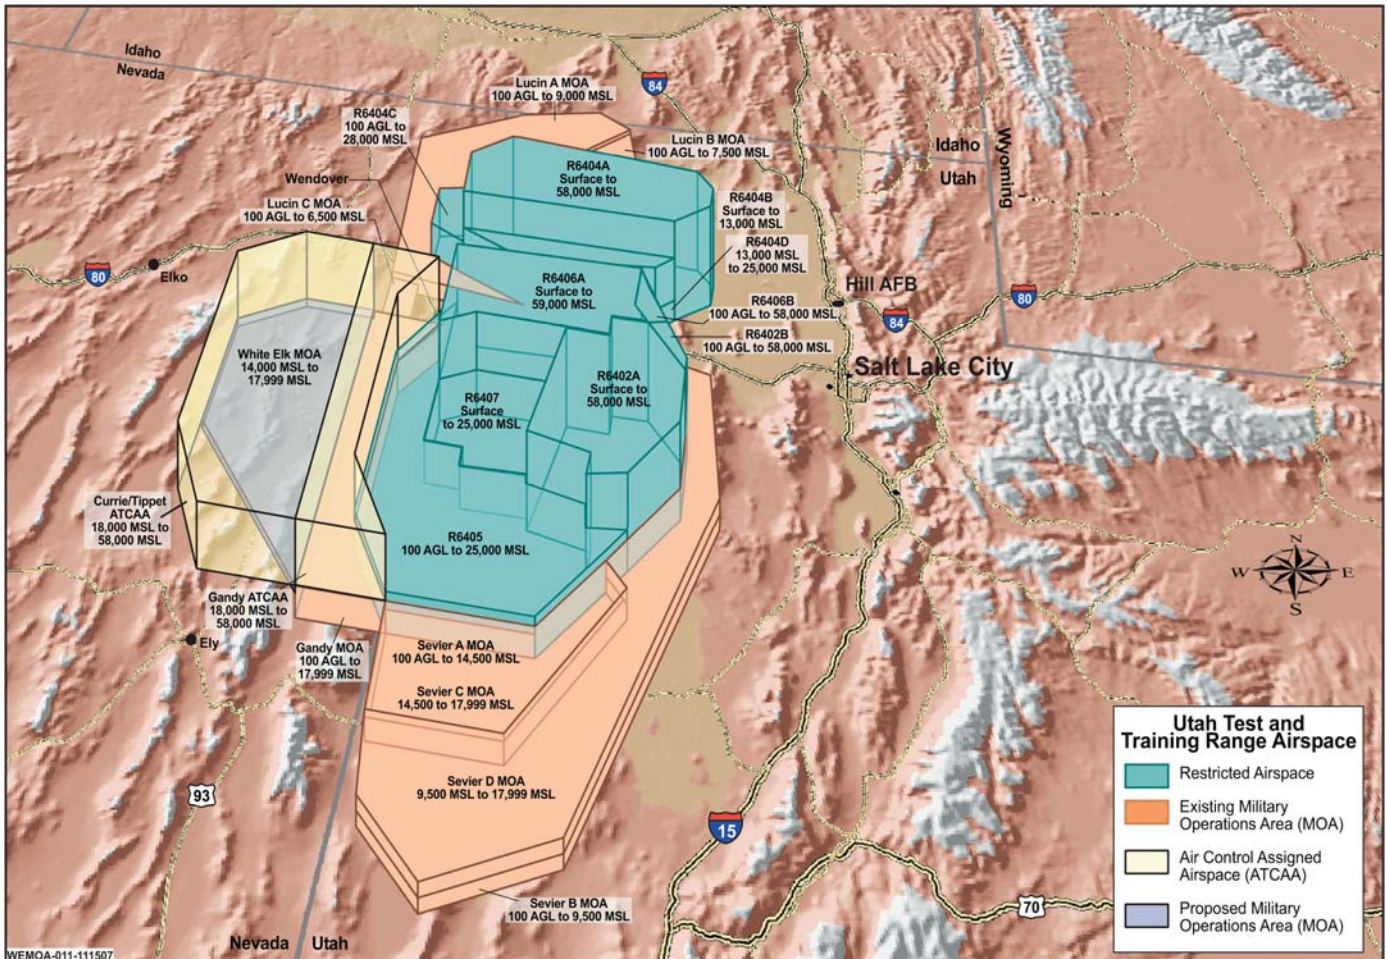 Idaho
Nevada
Lucin A MOA
100 AGL to 9,000 MSL
84
R6404C
100 AGL to
28,000 MSL
Lucin B MOA
100 AGL to 7,500 MSL
Idaho
Utah
Wyoming
Wendover
R6404A
Surface to
58,000 MSL
Lucin C MOA
100 AGL to 6,500 MSL
R6404B
Surface to
13,000 MSL
R6404D
13,000 MSL
to 25,000 MSL
80
Elko
R6406A
Surface to
59,000 MSL
Hill AFB
80
R6406B
100 AGL to 58,000 MSL
84
R6402B
100 AGL to 58,000 MSL
White Elk MOA
14,000 MSL to
17,999 MSL
Salt Lake City
R6402A
Surface to
58,000 MSL
R6407
Surface
to 25,000 MSL
Currie/Tippet
ATCAA
18,000 MSL to
58,000 MSL
R6405
100 AGL to 25,000 MSL
N
W
E
S
Gandy ATCAA
18,000 MSL to
58,000 MSL
Ely
Gandy MOA
100 AGL to
17,999 MSL
Sevier A MOA
100 AGL to 14,500 MSL
Sevier C MOA
14,500 to 17,999 MSL
Sevier D MOA
9,500 MSL to 17,999 MSL
93
15
Sevier B MOA
100 AGL to 9,500 MSL
70
Nevada
Utah
Utah Test and
Training Range Airspace
Restricted Airspace
Existing Military
Operations Area (MOA)
Air Control Assigned
Airspace (ATCAA)
Proposed Military
Operations Area (MOA)
WEMOA-011-111507